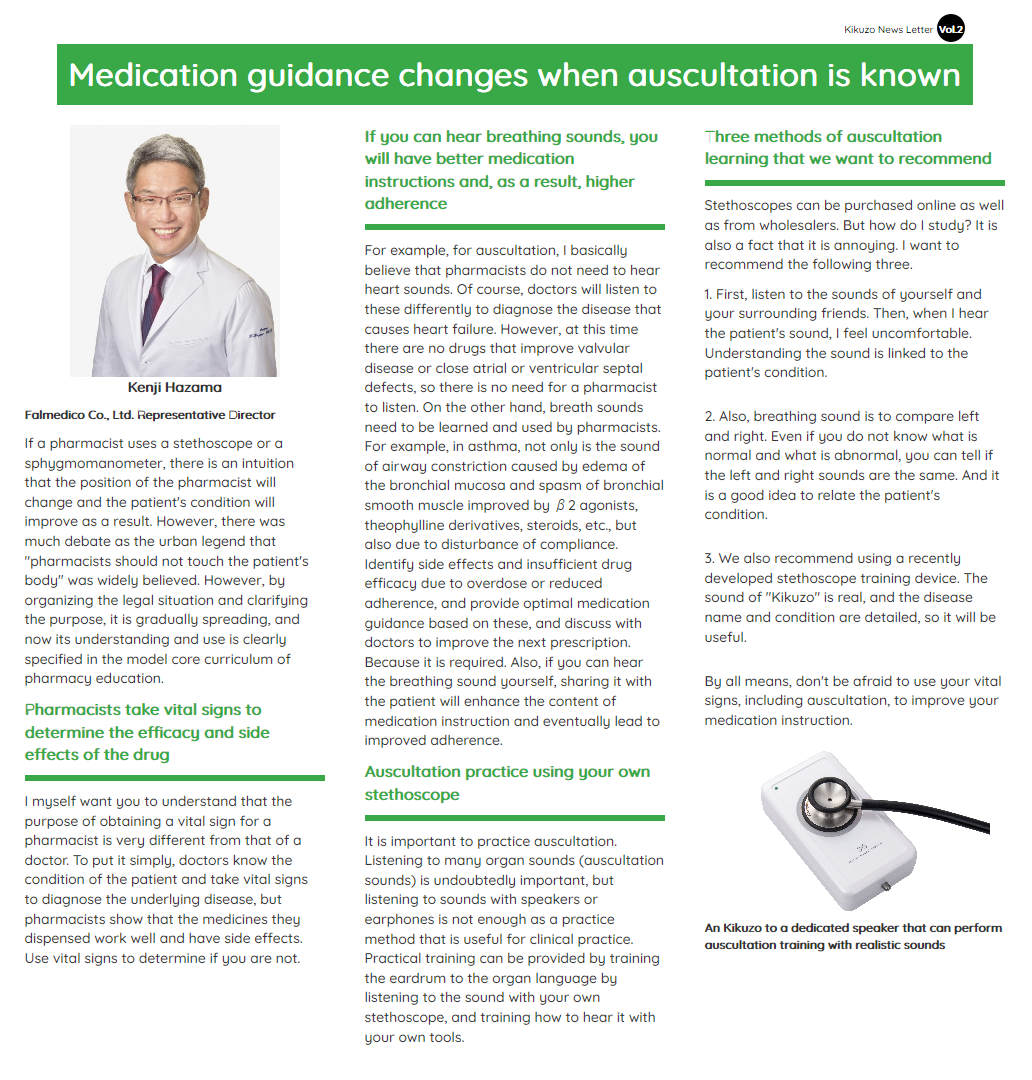 Kikuzo News Letter Vol.2
Medication guidance changes when auscultation is known
Kenji Hazama
Falmedico Co., Ltd. Representative Director
If a pharmacist uses a stethoscope or a
sphygmomanometer, there is an intuition
that the position of the pharmacist will
change and the patient's condition will
improve as a result. However, there was
much debate as the urban legend that
"pharmacists should not touch the patient's
body" was widely believed. However, by
organizing the legal situation and clarifying
the purpose, it is gradually spreading, and
now its understanding and use is clearly
specified in the model core curriculum of
pharmacy education.
Pharmacists take vital signs to
determine the efficacy and side
effects of the drug
I myself want you to understand that the
purpose of obtaining a vital sign for a
pharmacist is very different from that of a
doctor. To put it simply, doctors know the
condition of the patient and take vital signs
to diagnose the underlying disease, but
pharmacists show that the medicines they
dispensed work well and have side effects.
Use vital signs to determine if you are not.
If you can hear breathing sounds, you
will have better medication
instructions and, as a result, higher
adherence
For example, for auscultation, I basically
believe that pharmacists do not need to hear
heart sounds. Of course, doctors will listen to
these differently to diagnose the disease that
causes heart failure. However, at this time
there are no drugs that improve valvular
disease or close atrial or ventricular septal
defects, so there is no need for a pharmacist
to listen. On the other hand, breath sounds
need to be learned and used by pharmacists.
For example, in asthma, not only is the sound
of airway constriction caused by edema of
the bronchial mucosa and spasm of bronchial
smooth muscle improved by β2 agonists,
theophylline derivatives, steroids, etc., but
also due to disturbance of compliance.
Identify side effects and insufficient drug
efficacy due to overdose or reduced
adherence, and provide optimal medication
guidance based on these, and discuss with
doctors to improve the next prescription.
Because it is required. Also, if you can hear
the breathing sound yourself, sharing it with
the patient will enhance the content of
medication instruction and eventually lead to
improved adherence.
Auscultation practice using your own
stethoscope
It is important to practice auscultation.
Listening to many organ sounds (auscultation
sounds) is undoubtedly important, but
listening to sounds with speakers or
earphones is not enough as a practice
method that is useful for clinical practice.
Practical training can be provided by training
the eardrum to the organ language by
listening to the sound with your own
stethoscope, and training how to hear it with
your own tools.
Three methods of auscultation
learning that we want to recommend
Stethoscopes can be purchased online as well
as from wholesalers. But how do I study? It is
also a fact that it is annoying. I want to
recommend the following three.
1. First, listen to the sounds of yourself and
your surrounding friends. Then, when I hear
the patient's sound, I feel uncomfortable.
Understanding the sound is linked to the
patient's condition.
2. Also, breathing sound is to compare left
and right. Even if you do not know what is
normal and what is abnormal, you can tell if
the left and right sounds are the same. And it
is a good idea to relate the patient's
condition.
3. We also recommend using a recently
developed stethoscope training device. The
sound of "Kikuzo" is real, and the disease
name and condition are detailed, so it will be
useful.
By all means, don't be afraid to use your vital
signs, including auscultation, to improve your
medication instruction.
An Kikuzo to a dedicated speaker that can perform
auscultation training with realistic sounds